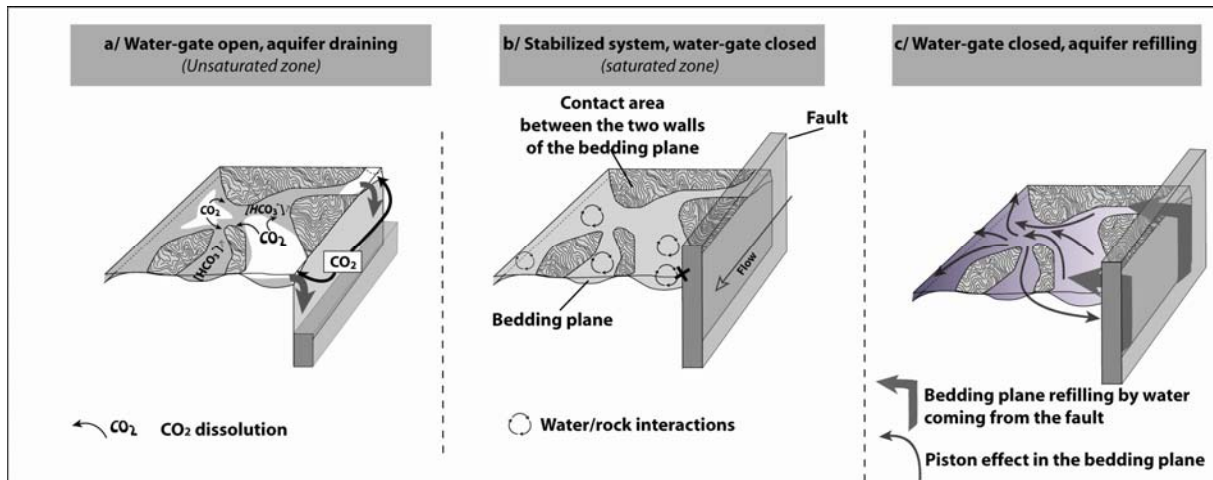 a/ Water-gate open, aquifer draining
(Unsaturated zone)
CO₂
[HCO₃⁻]
CO₂
[HCO₃⁻]
CO₂
CO₂ CO₂ dissolution
b/ Stabilized system, water-gate closed
(saturated zone)
Contact area
between the two walls
of the bedding plane
Fault
Flow
Bedding plane
Water/rock interactions
c/ Water-gate closed, aquifer refilling
Bedding plane refilling by water
coming from the fault
Piston effect in the bedding plane